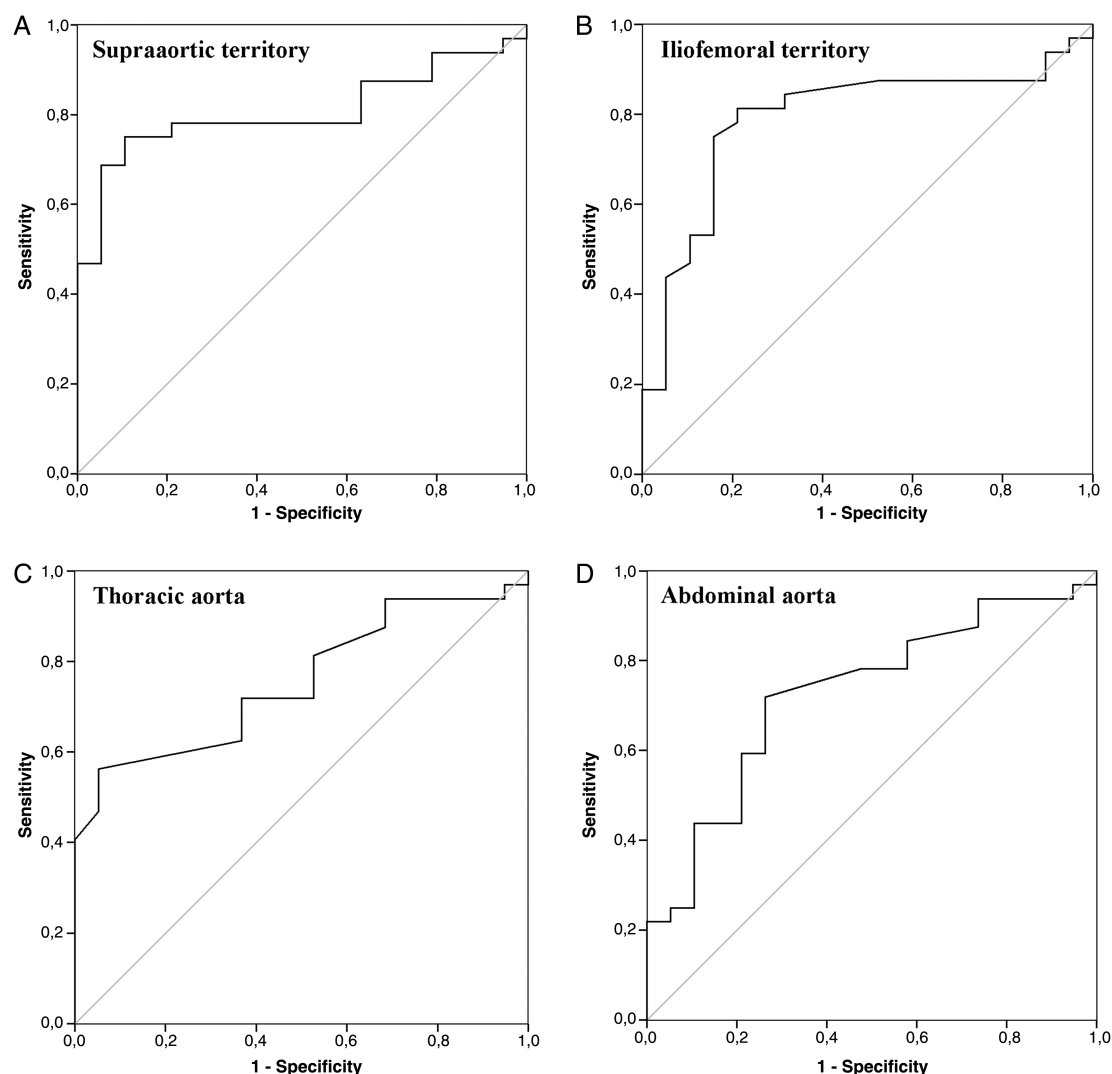 A
Supraaortic territory
1,0
0,8
0,6
0,4
0,2
0,0
Sensitivity
0,0 0,2 0,4 0,6 0,8 1,0
1 - Specificity
B
Iliofemoral territory
1,0
0,8
0,6
0,4
0,2
0,0
Sensitivity
0,0 0,2 0,4 0,6 0,8 1,0
1 - Specificity
C
Thoracic aorta
1,0
0,8
0,6
0,4
0,2
0,0
Sensitivity
0,0 0,2 0,4 0,6 0,8 1,0
1 - Specificity
D
Abdominal aorta
1,0
0,8
0,6
0,4
0,2
0,0
Sensitivity
0,0 0,2 0,4 0,6 0,8 1,0
1 - Specificity